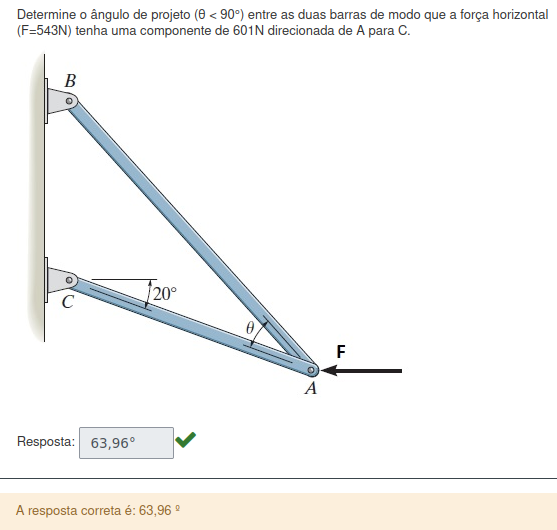 Determine o ângulo de projeto (θ < 90°) entre as duas barras de modo que a força horizontal
(F=543N) tenha uma componente de 601N direcionada de A para C.
B
C
20°
θ
F
A
Resposta: 63,96°
A resposta correta é: 63,96 º